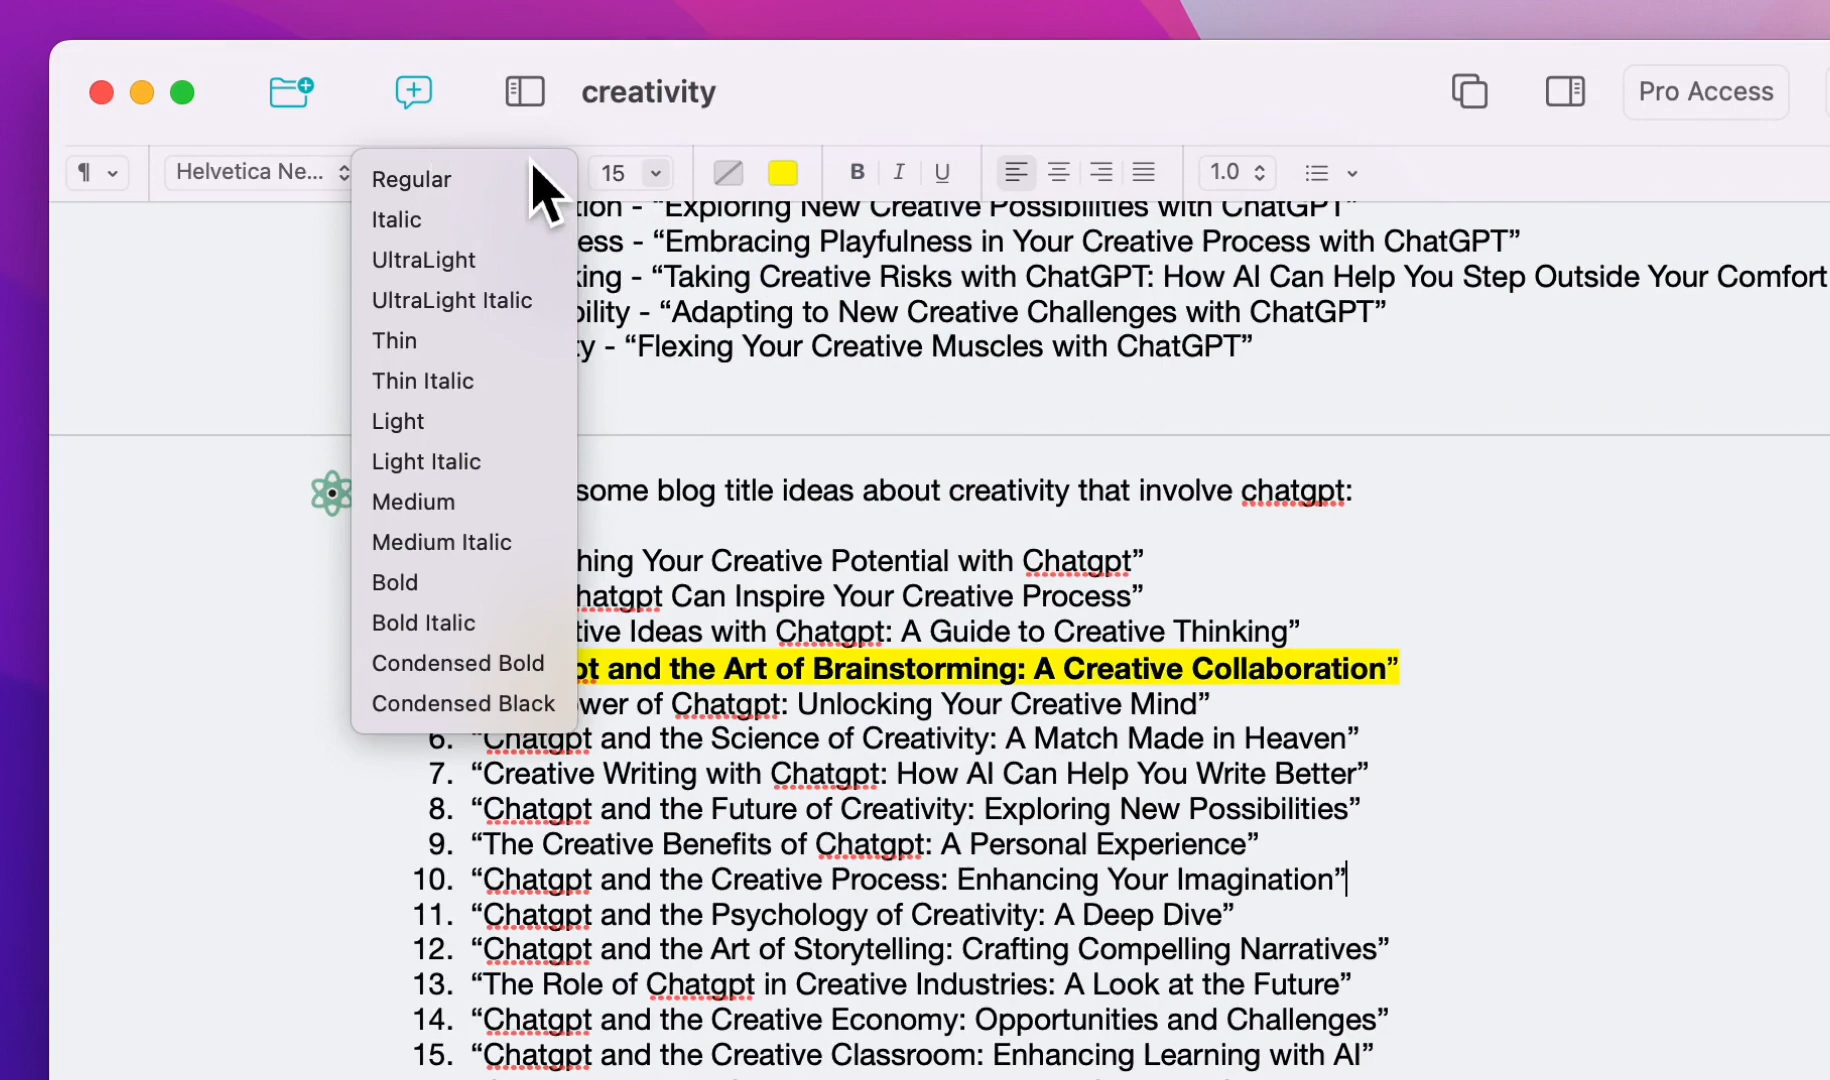 creativity
Pro Access
Helvetica Ne...
15
B I U
1.0
Regular
Italic
UltraLight
UltraLight Italic
Thin
Thin Italic
Light
Light Italic
Medium
Medium Italic
Bold
Bold Italic
Condensed Bold
Condensed Black
tion - “Exploring New Creative Possibilities with ChatGPT”
ess - “Embracing Playfulness in Your Creative Process with ChatGPT”
king - “Taking Creative Risks with ChatGPT: How AI Can Help You Step Outside Your Comfort
bility - “Adapting to New Creative Challenges with ChatGPT”
ty - “Flexing Your Creative Muscles with ChatGPT”
some blog title ideas about creativity that involve chatgpt:
hing Your Creative Potential with Chatgpt”
hatgpt Can Inspire Your Creative Process”
tive Ideas with Chatgpt: A Guide to Creative Thinking”
pt and the Art of Brainstorming: A Creative Collaboration”
wer of Chatgpt: Unlocking Your Creative Mind”
6. “Chatgpt and the Science of Creativity: A Match Made in Heaven”
7. “Creative Writing with Chatgpt: How AI Can Help You Write Better”
8. “Chatgpt and the Future of Creativity: Exploring New Possibilities”
9. “The Creative Benefits of Chatgpt: A Personal Experience”
10. “Chatgpt and the Creative Process: Enhancing Your Imagination”
11. “Chatgpt and the Psychology of Creativity: A Deep Dive”
12. “Chatgpt and the Art of Storytelling: Crafting Compelling Narratives”
13. “The Role of Chatgpt in Creative Industries: A Look at the Future”
14. “Chatgpt and the Creative Economy: Opportunities and Challenges”
15. “Chatgpt and the Creative Classroom: Enhancing Learning with AI”